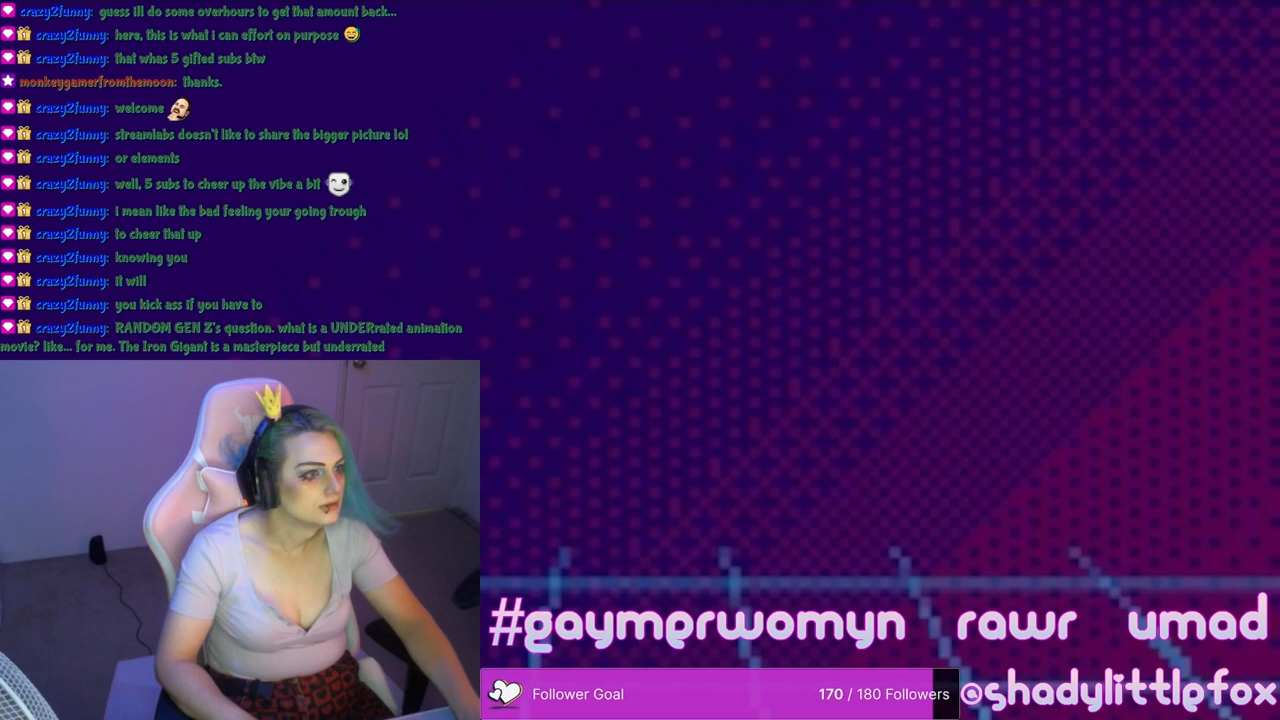 crazy2funny: guess ill do some overhours to get that amount back...
crazy2funny: here, this is what i can effort on purpose
crazy2funny: that whas 5 gifted subs btw
monkeygamerfromthemoon: thanks.
crazy2funny: welcome
crazy2funny: streamlabs doesn't like to share the bigger picture lol
crazy2funny: or elements
crazy2funny: well, 5 subs to cheer up the vibe a bit
crazy2funny: I mean like the bad feeling your going trough
crazy2funny: to cheer that up
crazy2funny: knowing you
crazy2funny: it will
crazy2funny: you kick ass if you have to
crazy2funny: RANDOM GEN Z's question. what is a UNDERrated animation
movie? like... for me. The Iron Gigant is a masterpiece but underrated
#gaymerwomyn rawr umad
Follower Goal 170 / 180 Followers
@shadylittlefox